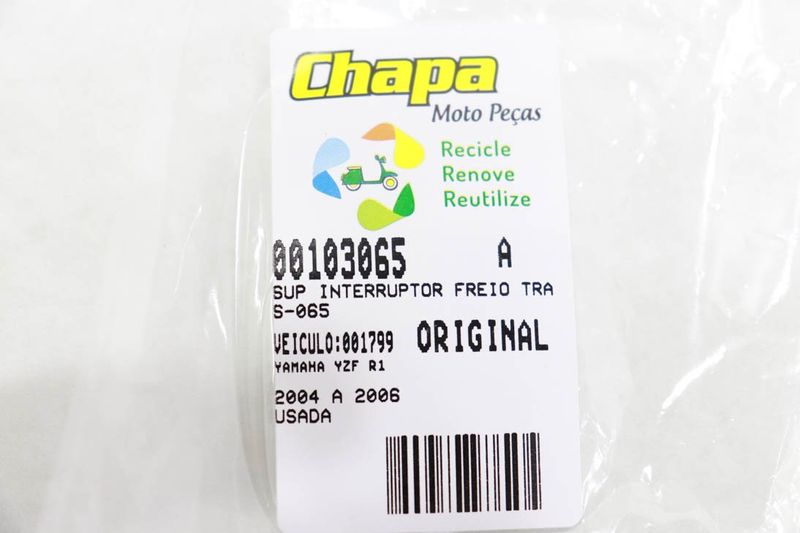 Chapa
Moto Peças
Recicle
Renove
Reutilize
00103065 A
SUP INTERRUPTOR FREIO TRA
S-065
VEICULO:001799 ORIGINAL
YAMAHA YZF R1
2004 A 2006
USADA